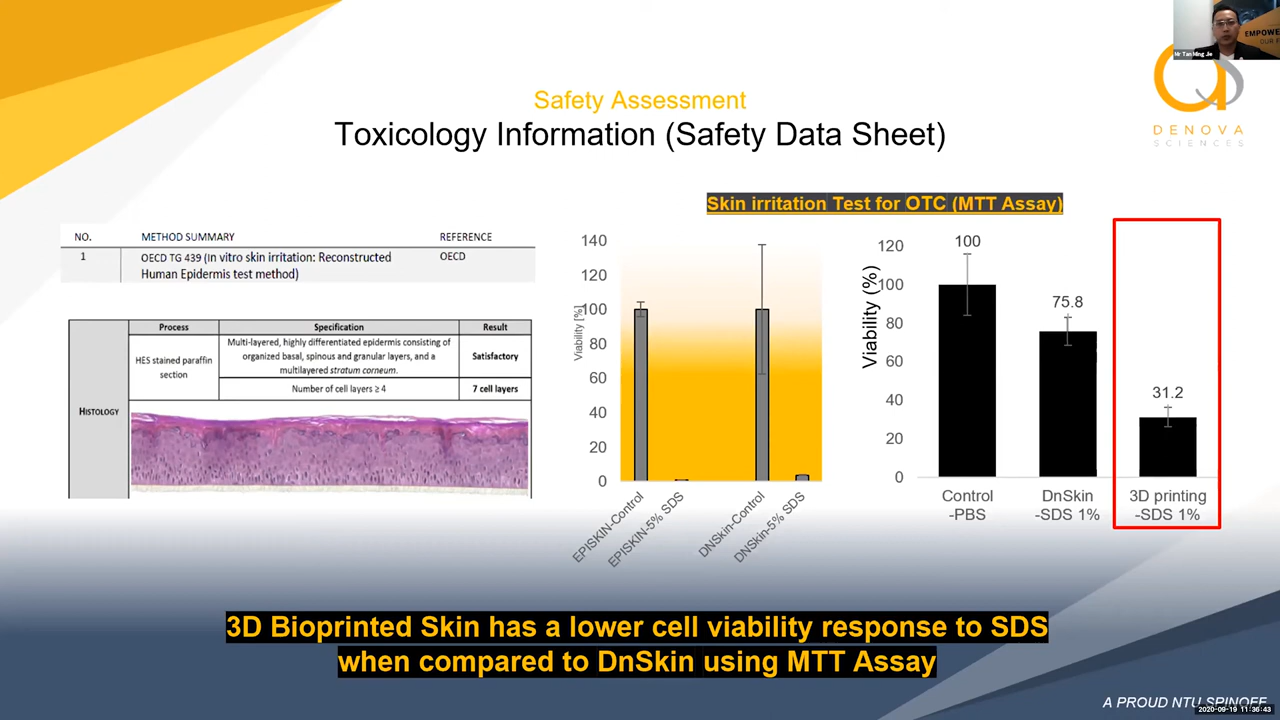 EMPOWE
OUR F
Mr Tan Ming Jie
DENOVA
SCIENCES
Safety Assessment
Toxicology Information (Safety Data Sheet)
NO. METHOD SUMMARY REFERENCE
1 OECD TG 439 (In vitro skin irritation: Reconstructed OECD
Human Epidermis test method)
Process Specification Result
HES stained paraffin
section
Multi-layered, highly differentiated epidermis consisting of
organized basal, spinous and granular layers, and a
multilayered stratum corneum.
Satisfactory
Number of cell layers ≥ 4 7 cell layers
HISTOLOGY
Skin irritation Test for OTC (MTT Assay)
Viability [%]
140
120
100
80
60
40
20
0
EPISKIN-Control
EPISKIN-5% SDS
DNSkin-Control
DNSkin-5% SDS
Viability (%)
120
100
80
60
40
20
0
100
75.8
31.2
Control
-PBS
DnSkin
-SDS 1%
3D printing
-SDS 1%
3D Bioprinted Skin has a lower cell viability response to SDS
when compared to DnSkin using MTT Assay
A PROUD NTU SPINOFF
2020-09-19 11:36:43